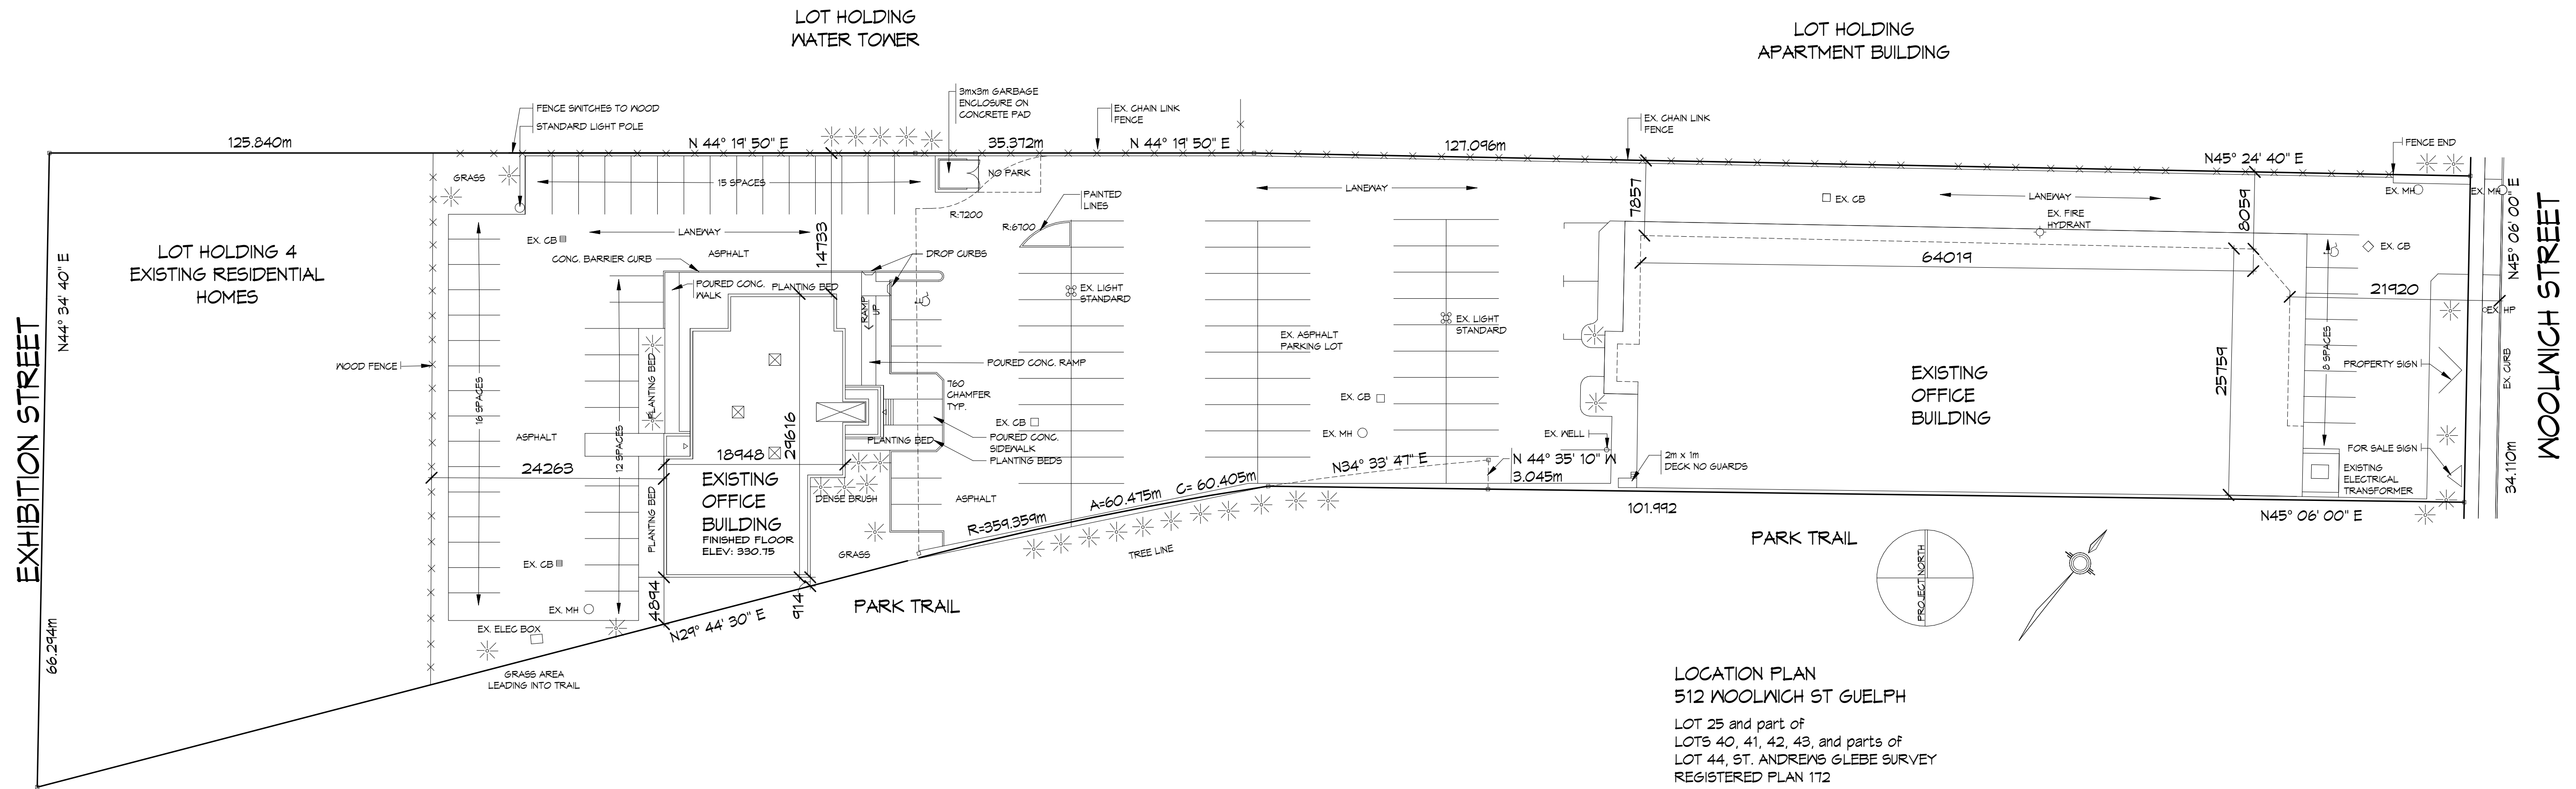 LOT HOLDING
WATER TOWER
LOT HOLDING
APARTMENT BUILDING
3mx3m GARBAGE
ENCLOSURE ON
CONCRETE PAD
FENCE SWITCHES TO WOOD
STANDARD LIGHT POLE
EX. CHAIN LINK
FENCE
EX. CHAIN LINK
FENCE
FENCE END
125.840m
N 44° 19' 50" E
35.372m
N 44° 19' 50" E
127.096m
N45° 24' 40" E
GRASS
15 SPACES
NO PARK
PAINTED
LINES
LANEWAY
7857
EX. CB
LANEWAY
8059
EX. MH
EX. MH
N45° 06' 00" E
R:7200
R:6700
EX. FIRE
HYDRANT
EX. CB
LANEWAY
EX. CB
ASPHALT
14733
CONC. BARRIER CURB
DROP CURBS
LOT HOLDING 4
EXISTING RESIDENTIAL
HOMES
N44° 34' 40" E
EXHIBITION STREET
66.294m
64019
21920
EX. HP
WOOLWICH STREET
POURED CONC.
WALK
PLANTING BED
RAMP
UP
EX. LIGHT
STANDARD
EX. LIGHT
STANDARD
EX. ASPHALT
PARKING LOT
WOOD FENCE
16 SPACES
PLANTING BED
POURED CONC. RAMP
760
CHAMFER
TYP.
EXISTING
OFFICE
BUILDING
25759
8 SPACES
PROPERTY SIGN
EX. CURB
EX. CB
EX. CB
EX. MH
EX. WELL
ASPHALT
12 SPACES
18948
29616
PLANTING BED
POURED CONC.
SIDEWALK
PLANTING BEDS
24263
N34° 33' 47" E
N 44° 35' 10" W
3.045m
2m x 1m
DECK NO GUARDS
FOR SALE SIGN
EXISTING
ELECTRICAL
TRANSFORMER
34.110m
EXISTING
OFFICE
BUILDING
FINISHED FLOOR
ELEV: 330.75
DENSE BRUSH
ASPHALT
R=359.359m
A=60.475m
C= 60.405m
101.992
N45° 06' 00" E
PLANTING BED
GRASS
TREE LINE
PARK TRAIL
PROJECT NORTH
EX. CB
EX. MH
4894
914
N29° 44' 30" E
PARK TRAIL
EX. ELEC BOX
GRASS AREA
LEADING INTO TRAIL
LOCATION PLAN
512 WOOLWICH ST GUELPH
LOT 25 and part of
LOTS 40, 41, 42, 43, and parts of
LOT 44, ST. ANDREWS GLEBE SURVEY
REGISTERED PLAN 172